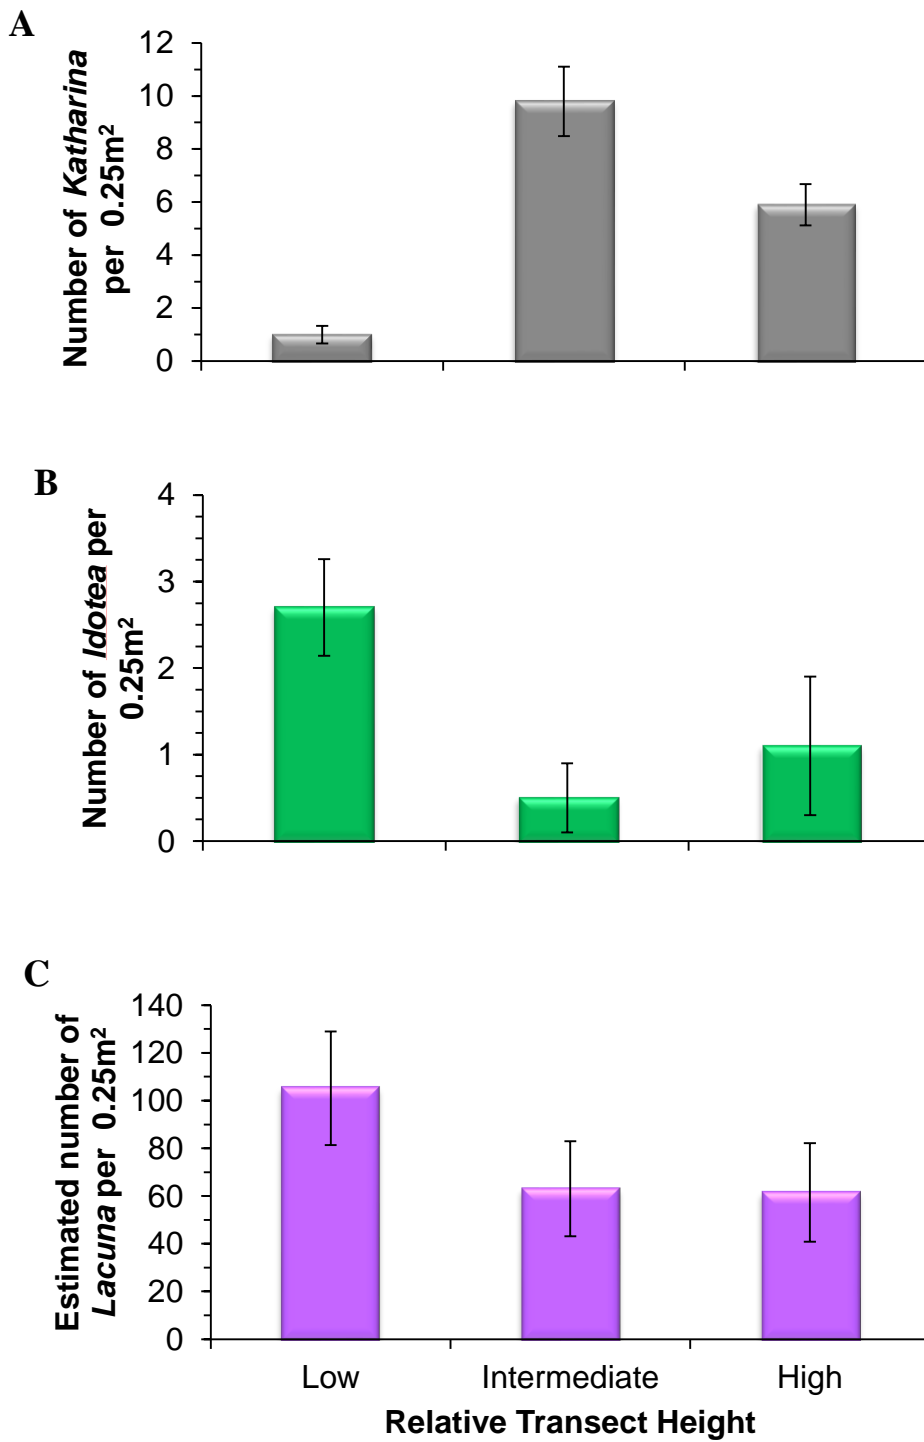 A
Number of Katharina
per 0.25m²
12
10
8
6
4
2
0
B
Number of Idotea per
0.25m²
4
3
2
1
0
C
Estimated number of
Lacuna per 0.25m²
140
120
100
80
60
40
20
0
Low Intermediate High
Relative Transect Height